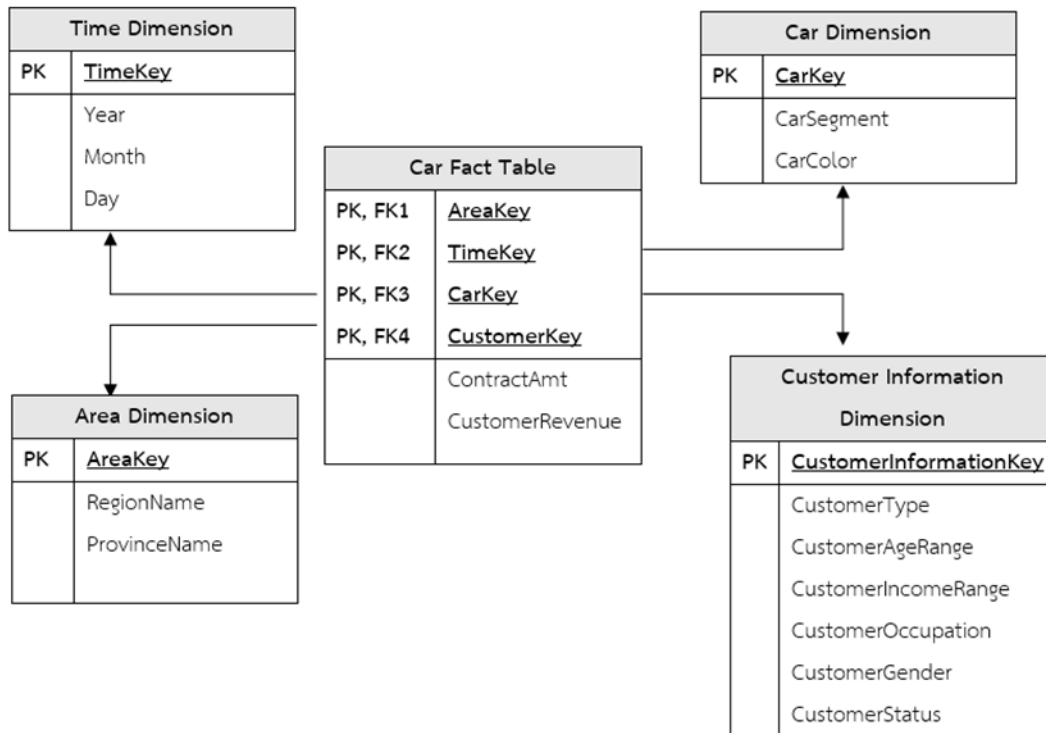 Time Dimension
PK TimeKey
Year
Month
Day
Car Dimension
PK CarKey
CarSegment
CarColor
Car Fact Table
PK, FK1 AreaKey
PK, FK2 TimeKey
PK, FK3 CarKey
PK, FK4 CustomerKey
ContractAmt
CustomerRevenue
Area Dimension
PK AreaKey
RegionName
ProvinceName
Customer Information
Dimension
PK CustomerInformationKey
CustomerType
CustomerAgeRange
CustomerIncomeRange
CustomerOccupation
CustomerGender
CustomerStatus